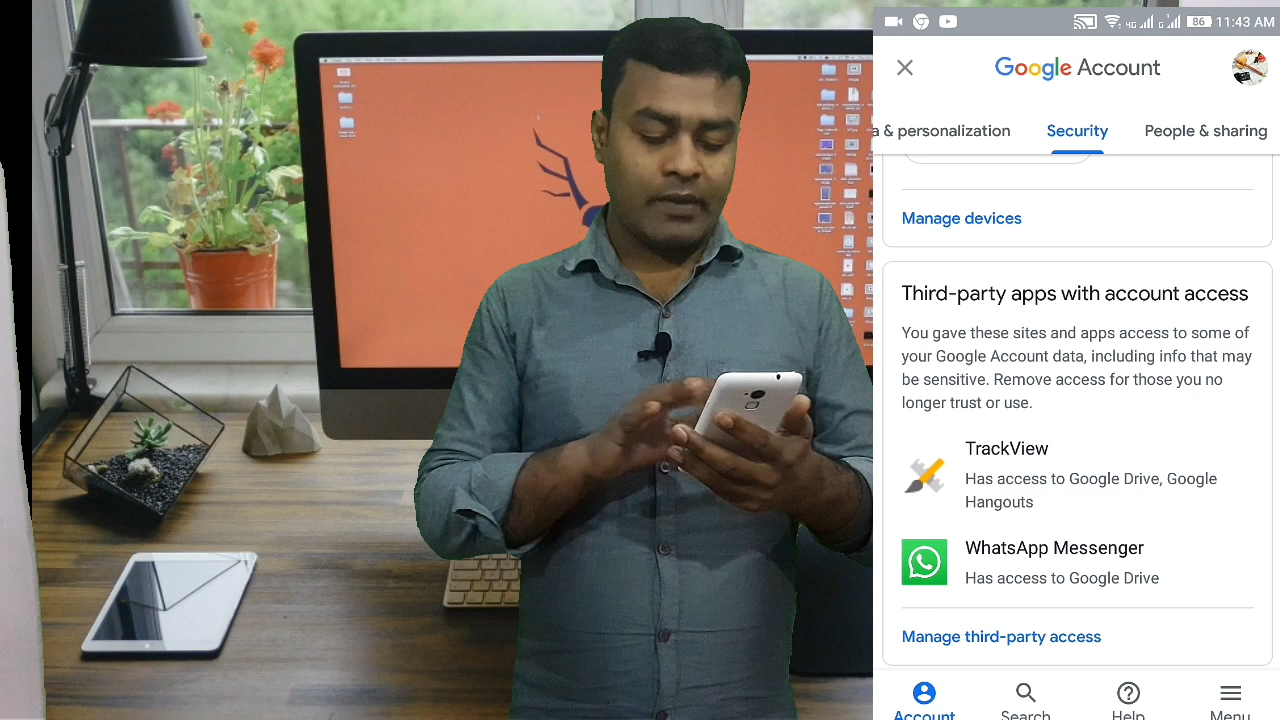 4G G 86 11:43 AM
Google Account
a & personalization Security People & sharing
Manage devices
Third-party apps with account access
You gave these sites and apps access to some of
your Google Account data, including info that may
be sensitive. Remove access for those you no
longer trust or use.
TrackView
Has access to Google Drive, Google
Hangouts
WhatsApp Messenger
Has access to Google Drive
Manage third-party access
Account Search Help Menu